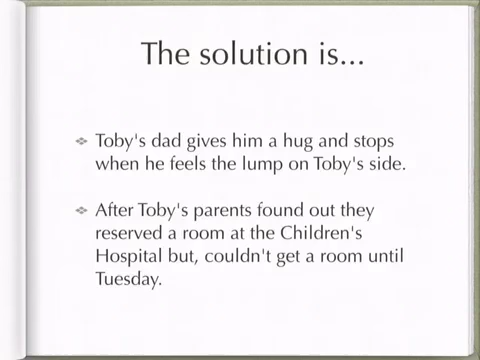 The solution is...
Toby's dad gives him a hug and stops
when he feels the lump on Toby's side.
After Toby's parents found out they
reserved a room at the Children's
Hospital but, couldn't get a room until
Tuesday.